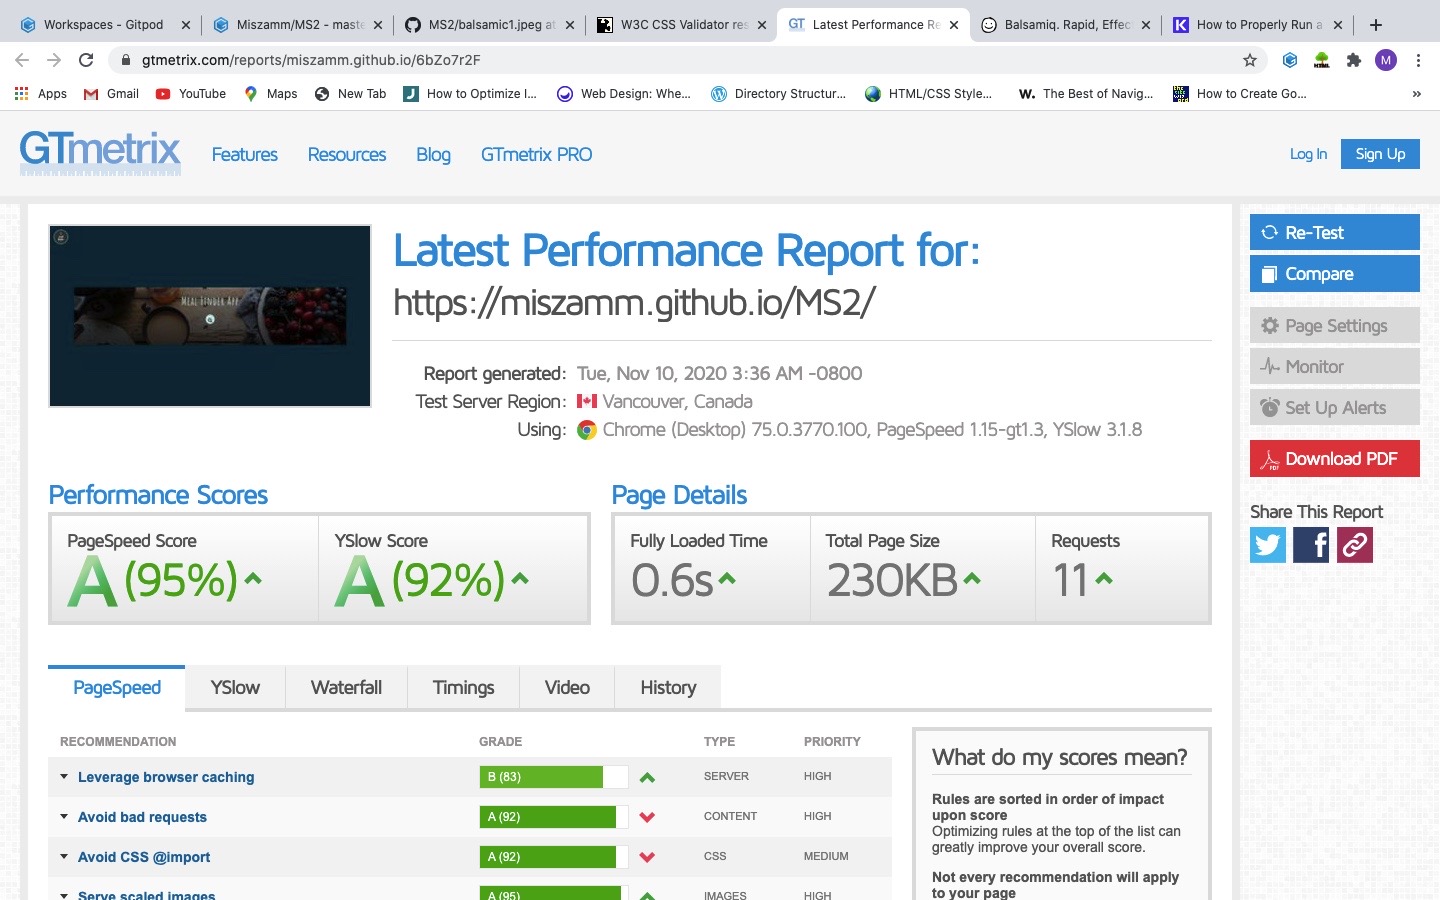 Workspaces - Gitpod
Miszamm/MS2 - maste
MS2/balsamic1.jpeg at
W3C CSS Validator res
GT Latest Performance Re
Balsamiq. Rapid, Effec
K How to Properly Run a
gtmetrix.com/reports/miszamm.github.io/6bZo7r2F
M
Apps
Gmail
YouTube
Maps
New Tab
How to Optimize I...
Web Design: Whe...
Directory Structur...
HTML/CSS Style...
W. The Best of Navig...
How to Create Go...
»
GTmetrix
Features
Resources
Blog
GTmetrix PRO
Log In
Sign Up
Meal Render App
Latest Performance Report for:
https://miszamm.github.io/MS2/
Report generated: Tue, Nov 10, 2020 3:36 AM -0800
Test Server Region: Vancouver, Canada
Using: Chrome (Desktop) 75.0.3770.100, PageSpeed 1.15-gt1.3, YSlow 3.1.8
Re-Test
Compare
Page Settings
Monitor
Set Up Alerts
Download PDF
Share This Report
Performance Scores
PageSpeed Score
A (95%)
YSlow Score
A (92%)
Page Details
Fully Loaded Time
0.6s
Total Page Size
230KB
Requests
11
PageSpeed
YSlow
Waterfall
Timings
Video
History
RECOMMENDATION GRADE TYPE PRIORITY
Leverage browser caching B (83) SERVER HIGH
Avoid bad requests A (92) CONTENT HIGH
Avoid CSS @import A (92) CSS MEDIUM
Serve scaled images A (95) IMAGES HIGH
What do my scores mean?
Rules are sorted in order of impact
upon score
Optimizing rules at the top of the list can
greatly improve your overall score.
Not every recommendation will apply
to your page